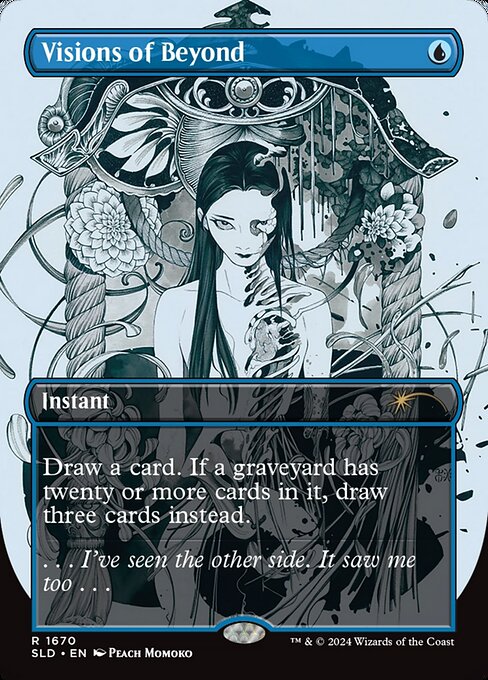 Visions of Beyond
Instant
Draw a card. If a graveyard has
twenty or more cards in it, draw
three cards instead.
. . . I've seen the other side. It saw me
too . . .
R 1670
SLD • EN Peach Momoko
™ & © 2024 Wizards of the Coast